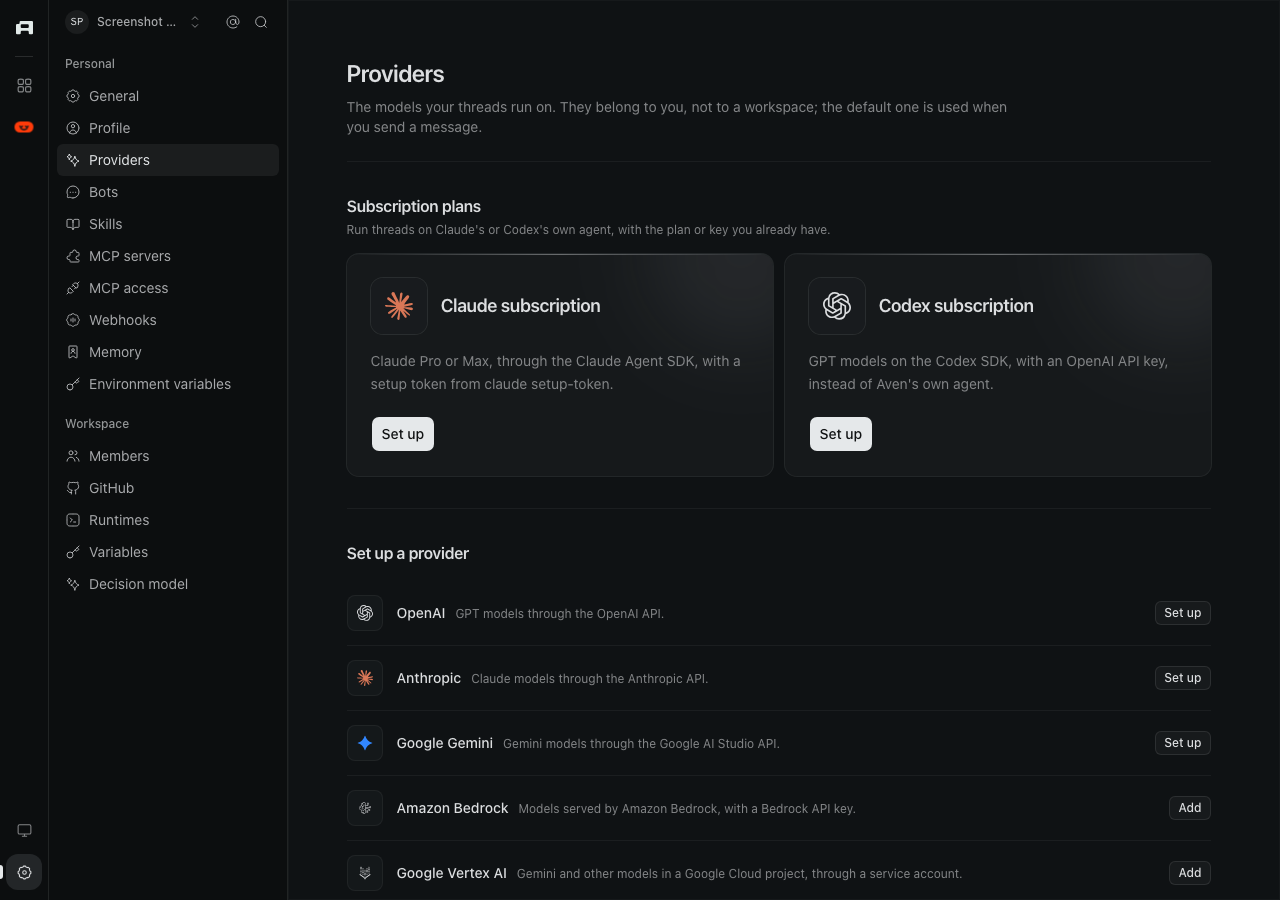 SP Screenshot ...
Personal
General
Profile
Providers
Bots
Skills
MCP servers
MCP access
Webhooks
Memory
Environment variables
Workspace
Members
GitHub
Runtimes
Variables
Decision model
Providers
The models your threads run on. They belong to you, not to a workspace; the default one is used when
you send a message.
Subscription plans
Run threads on Claude's or Codex's own agent, with the plan or key you already have.
Claude subscription
Claude Pro or Max, through the Claude Agent SDK, with a
setup token from claude setup-token.
Set up
Codex subscription
GPT models on the Codex SDK, with an OpenAI API key,
instead of Aven's own agent.
Set up
Set up a provider
OpenAI GPT models through the OpenAI API. Set up
Anthropic Claude models through the Anthropic API. Set up
Google Gemini Gemini models through the Google AI Studio API. Set up
Amazon Bedrock Models served by Amazon Bedrock, with a Bedrock API key. Add
Google Vertex AI Gemini and other models in a Google Cloud project, through a service account. Add